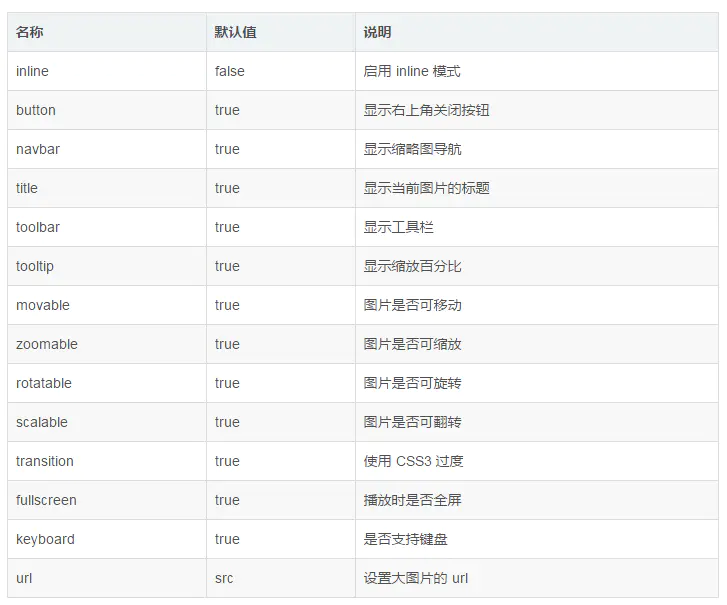 名称 默认值 说明
inline false 启用 inline 模式
button true 显示右上角关闭按钮
navbar true 显示缩略图导航
title true 显示当前图片的标题
toolbar true 显示工具栏
tooltip true 显示缩放百分比
movable true 图片是否可移动
zoomable true 图片是否可缩放
rotatable true 图片是否可旋转
scalable true 图片是否可翻转
transition true 使用 CSS3 过度
fullscreen true 播放时是否全屏
keyboard true 是否支持键盘
url src 设置大图片的 url